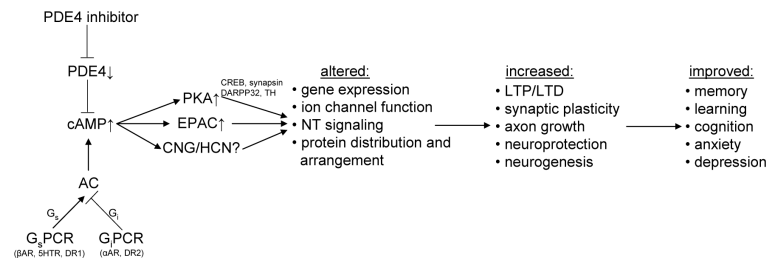 PDE4 inhibitor
PDE4↓
cAMP↑
AC
Gs
Gi
GsPCR
(βAR, 5HTR, DR1)
GiPCR
(αAR, DR2)
PKA↑
CREB, synapsin
DARPP32, TH
EPAC↑
CNG/HCN?
altered:
• gene expression
• ion channel function
• NT signaling
• protein distribution and
arrangement
increased:
• LTP/LTD
• synaptic plasticity
• axon growth
• neuroprotection
• neurogenesis
improved:
• memory
• learning
• cognition
• anxiety
• depression